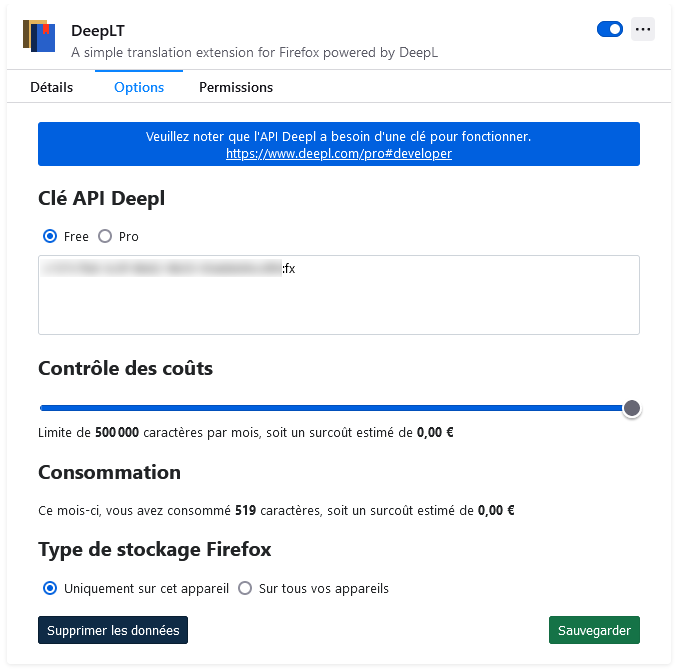 DeepLT
A simple translation extension for Firefox powered by DeepL
Détails Options Permissions
Veuillez noter que l'API Deepl a besoin d'une clé pour fonctionner.
https://www.deepl.com/pro#developer
Clé API Deepl
Free Pro
:fx
Contrôle des coûts
Limite de 500 000 caractères par mois, soit un surcoût estimé de 0,00 €
Consommation
Ce mois-ci, vous avez consommé 519 caractères, soit un surcoût estimé de 0,00 €
Type de stockage Firefox
Uniquement sur cet appareil Sur tous vos appareils
Supprimer les données Sauvegarder